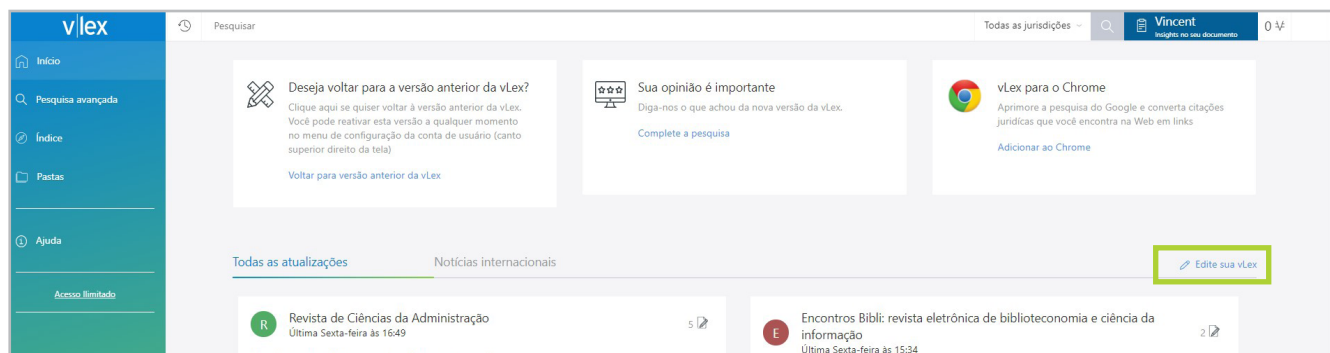 v|lex
Pesquisar
Todas as jurisdições
Vincent
Insights no seu documento
0
Início
Pesquisa avançada
Índice
Pastas
Ajuda
Acesso Ilimitado
Deseja voltar para a versão anterior da vLex?
Clique aqui se quiser voltar à versão anterior da vLex.
Você pode reativar esta versão a qualquer momento
no menu de configuração da conta de usuário (canto
superior direito da tela)
Voltar para versão anterior da vLex
Sua opinião é importante
Diga-nos o que achou da nova versão da vLex.
Complete a pesquisa
vLex para o Chrome
Aprimore a pesquisa do Google e converta citações
juridícas que você encontra na Web em links
Adicionar ao Chrome
Todas as atualizações
Notícias internacionais
Edite sua vLex
R
Revista de Ciências da Administração
Última Sexta-feira às 16:49
5
E
Encontros Bibli: revista eletrônica de biblioteconomia e ciência da
informação
Última Sexta-feira às 15:34
2